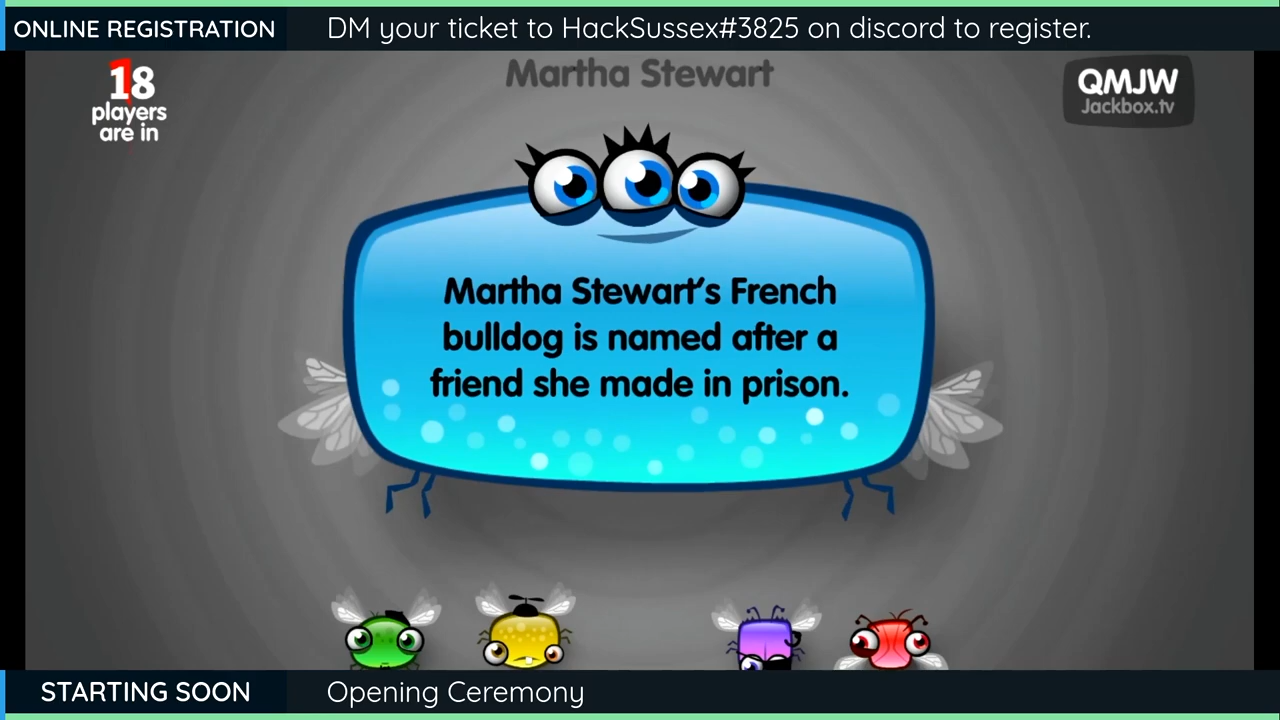 ONLINE REGISTRATION
DM your ticket to HackSussex#3825 on discord to register.
18
players
are in
Martha Stewart
QMJW
Jackbox.tv
Martha Stewart's French
bulldog is named after a
friend she made in prison.
STARTING SOON
Opening Ceremony